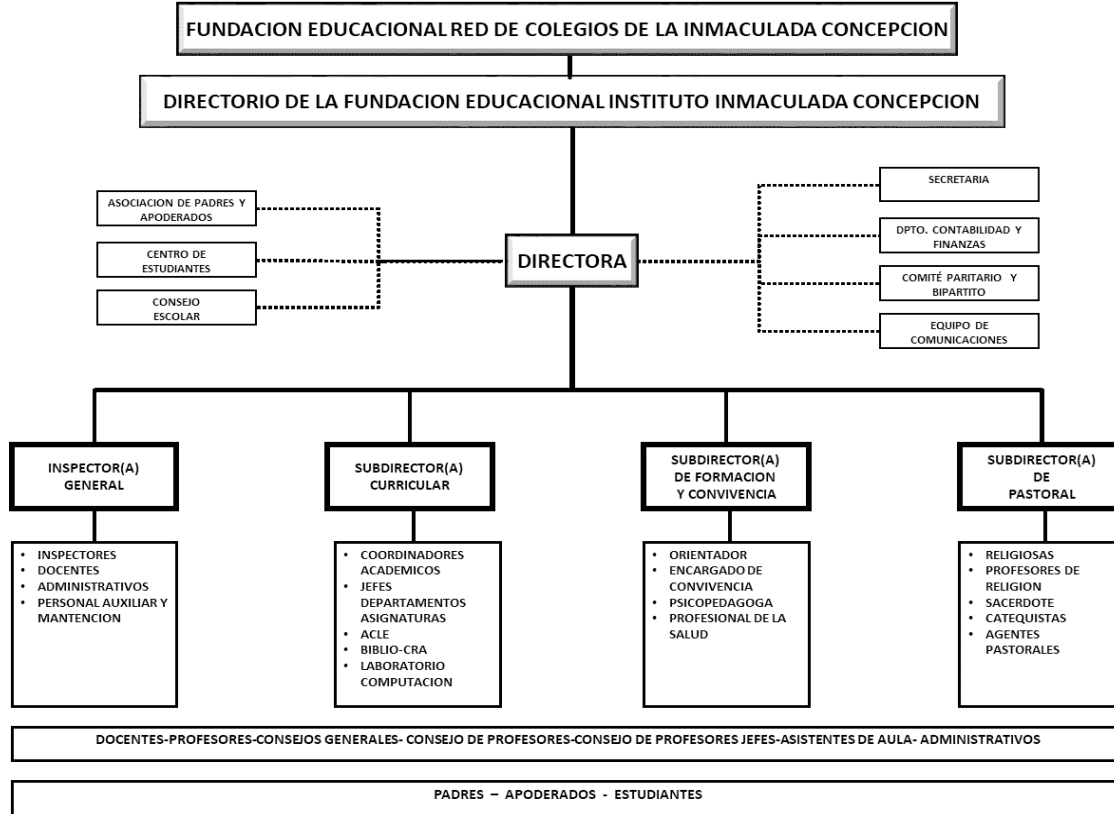 FUNDACION EDUCACIONAL RED DE COLEGIOS DE LA INMACULADA CONCEPCION
DIRECTORIO DE LA FUNDACION EDUCACIONAL INSTITUTO INMACULADA CONCEPCION
ASOCIACION DE PADRES Y
APODERADOS
CENTRO DE
ESTUDIANTES
CONSEJO
ESCOLAR
DIRECTORA
SECRETARIA
DPTO. CONTABILIDAD Y
FINANZAS
COMITÉ PARITARIO Y
BIPARTITO
EQUIPO DE
COMUNICACIONES
INSPECTOR(A)
GENERAL
SUBDIRECTOR(A)
CURRICULAR
SUBDIRECTOR(A)
DE FORMACION
Y CONVIVENCIA
SUBDIRECTOR(A)
DE
PASTORAL
• INSPECTORES
• DOCENTES
• ADMINISTRATIVOS
• PERSONAL AUXILIAR Y
MANTENCION
• COORDINADORES
ACADEMICOS
• JEFES
DEPARTAMENTOS
ASIGNATURAS
• ACLE
• BIBLIO-CRA
• LABORATORIO
COMPUTACION
• ORIENTADOR
• ENCARGADO DE
CONVIVENCIA
• PSICOPEDAGOGA
• PROFESIONAL DE LA
SALUD
• RELIGIOSAS
• PROFESORES DE
RELIGION
• SACERDOTE
• CATEQUISTAS
• AGENTES
PASTORALES
DOCENTES-PROFESORES-CONSEJOS GENERALES- CONSEJO DE PROFESORES-CONSEJO DE PROFESORES JEFES-ASISTENTES DE AULA- ADMINISTRATIVOS
PADRES – APODERADOS - ESTUDIANTES